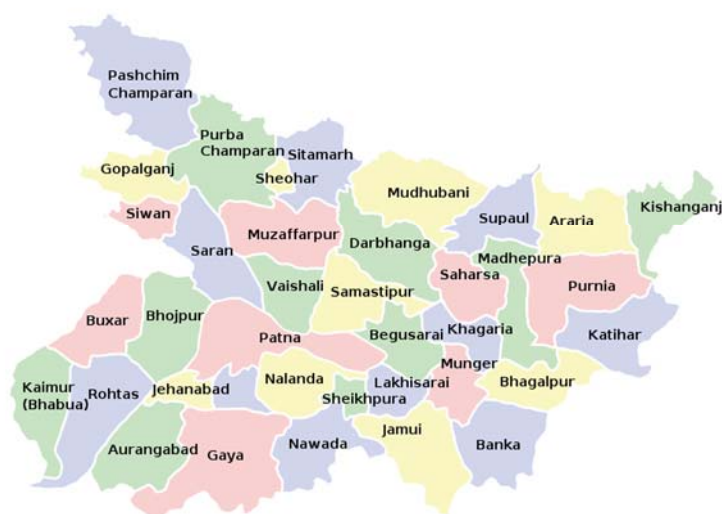 Pashchim
Champaran
Purba
Champaran
Sitamarh
Gopalganj
Sheohar
Mudhubani
Siwan
Supaul
Araria
Kishanganj
Saran
Muzaffarpur
Darbhanga
Madhepura
Saharsa
Vaishali
Samastipur
Purnia
Buxar
Bhojpur
Patna
Begusarai
Khagaria
Katihar
Munger
Kaimur
(Bhabua)
Rohtas
Jehanabad
Nalanda
Lakhisarai
Bhagalpur
Sheikhpura
Aurangabad
Gaya
Nawada
Jamui
Banka